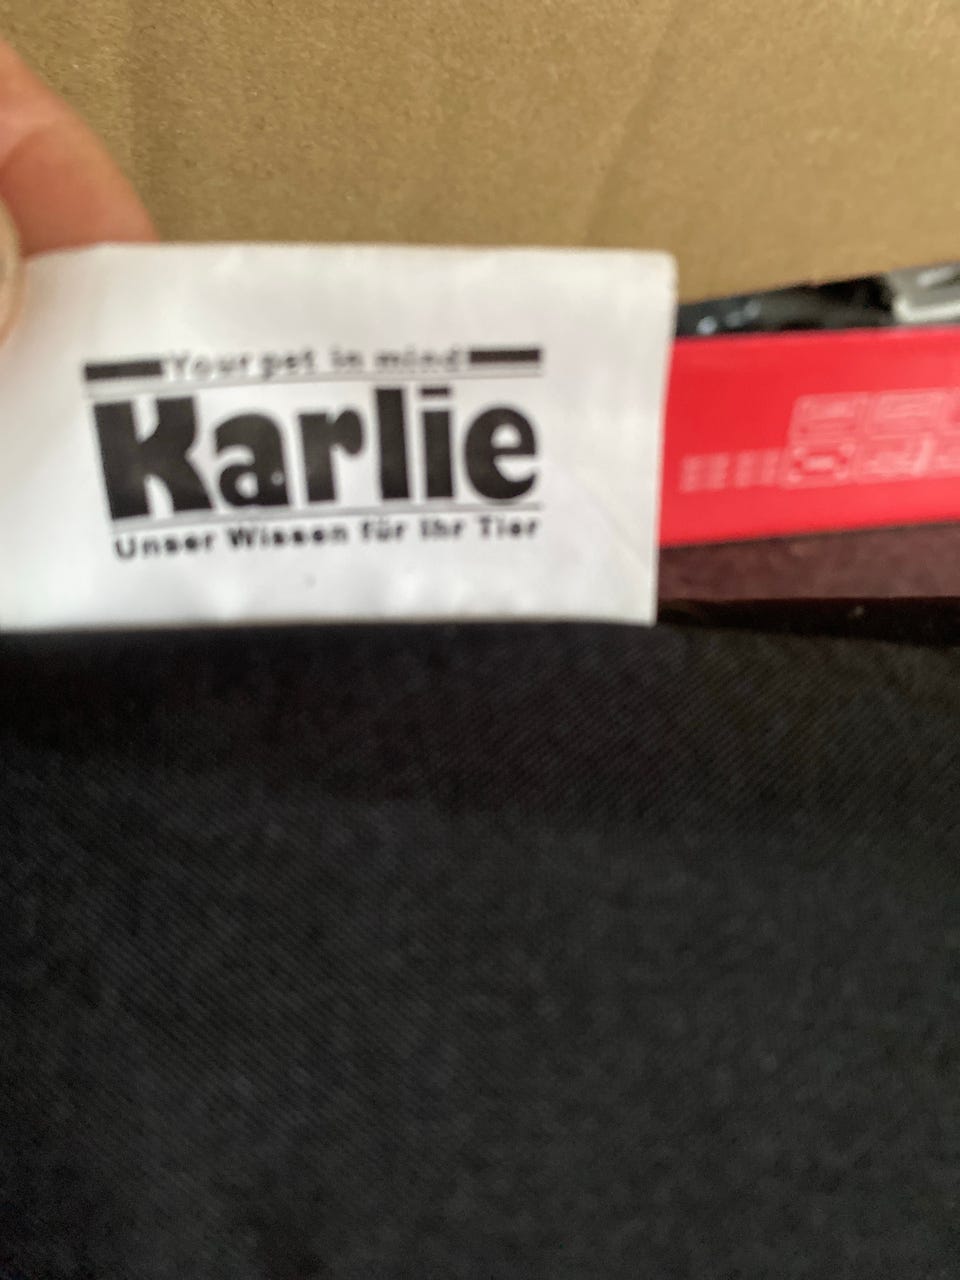 Your pet in mind
Karlie
Unser Wissen für Ihr Tier